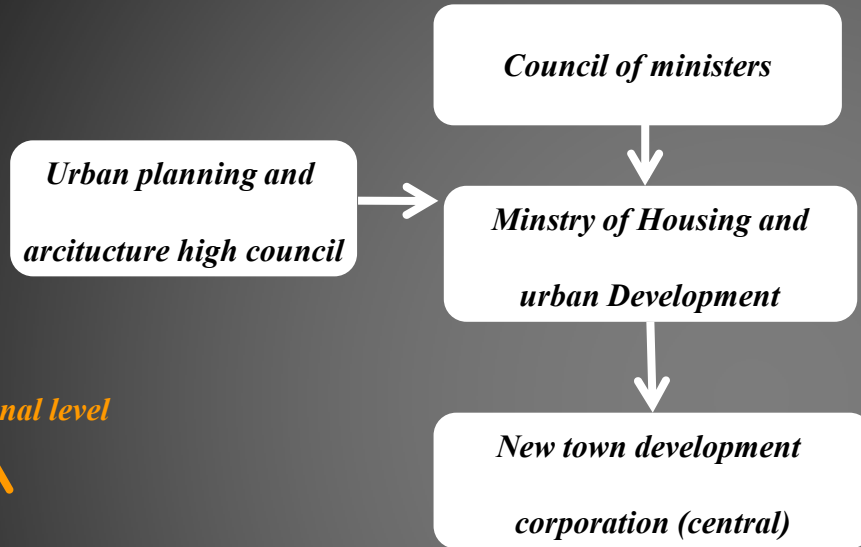 Council of ministers
Urban planning and
arcitucture high council
Minstry of Housing and
urban Development
nal level
New town development
corporation (central)